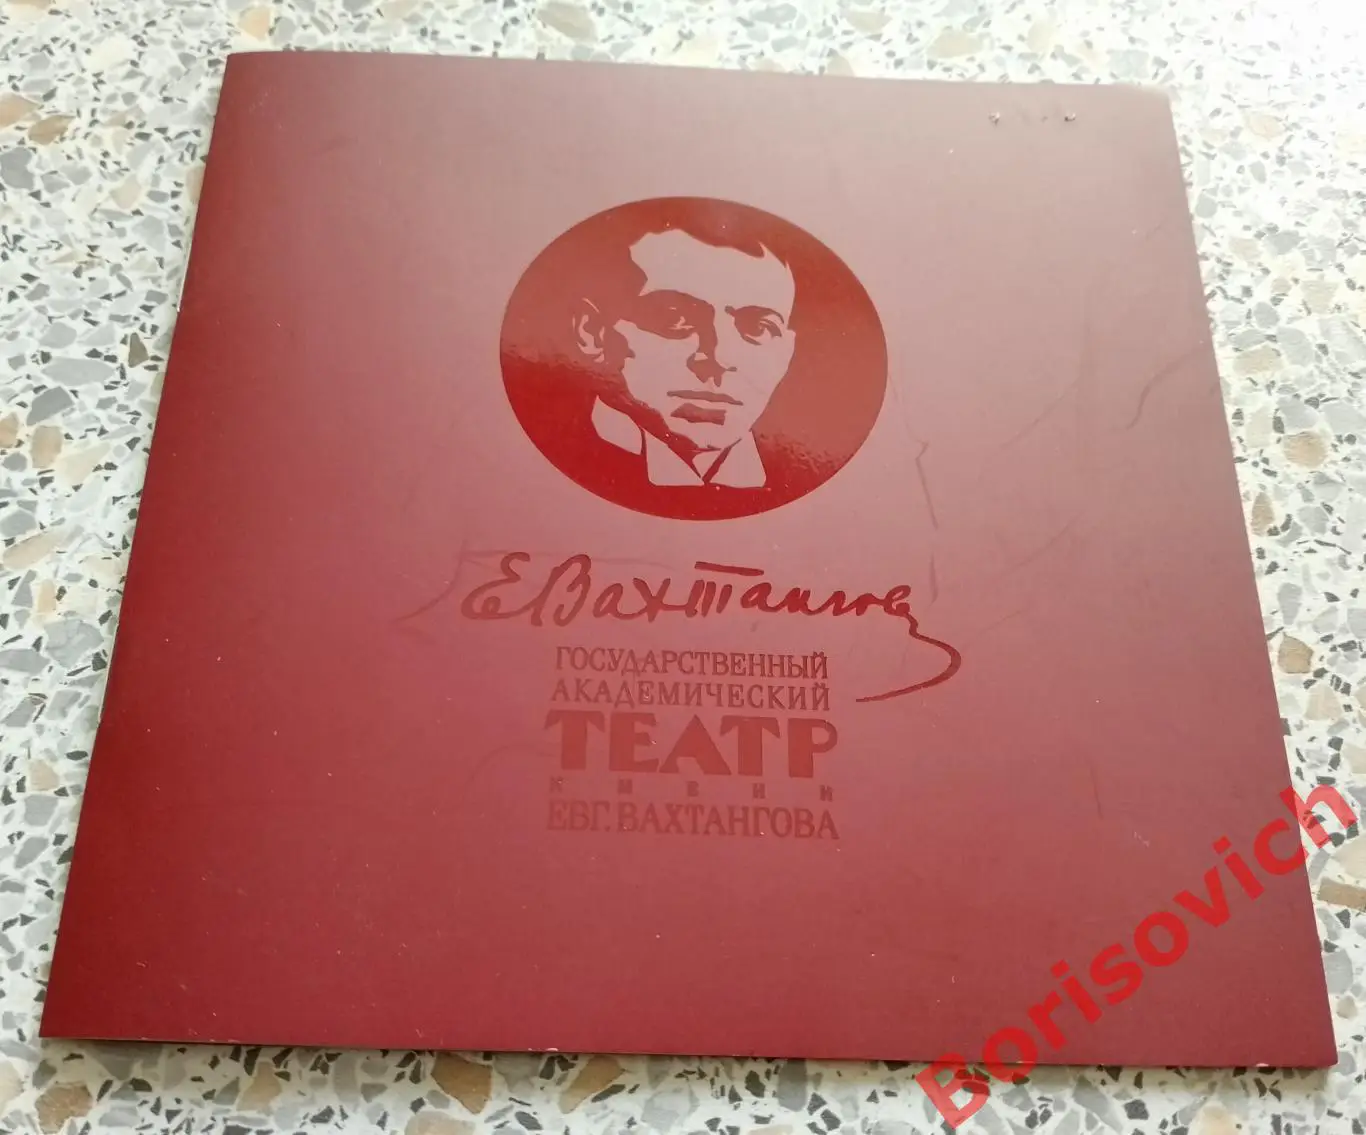 Е Вахтангов
ГОСУДАРСТВЕННЫЙ
АКАДЕМИЧЕСКИЙ
ТЕАТР
имени
ЕВГ. ВАХТАНГОВА
Borisovich